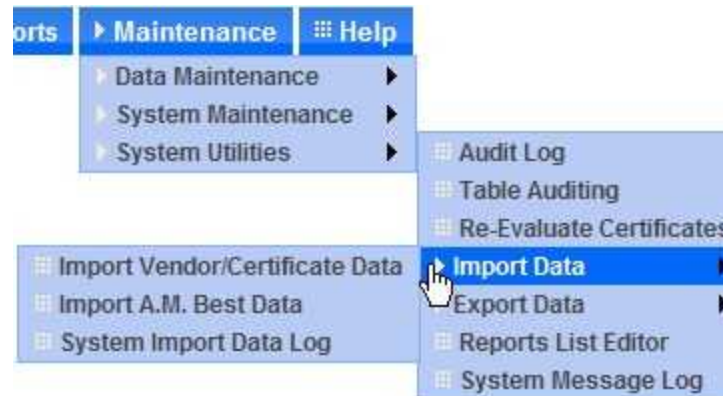 orts Maintenance Help
Data Maintenance
System Maintenance
System Utilities
Audit Log
Table Auditing
Re-Evaluate Certificates
Import Data
Export Data
Reports List Editor
System Message Log
Import Vendor/Certificate Data
Import A.M. Best Data
System Import Data Log